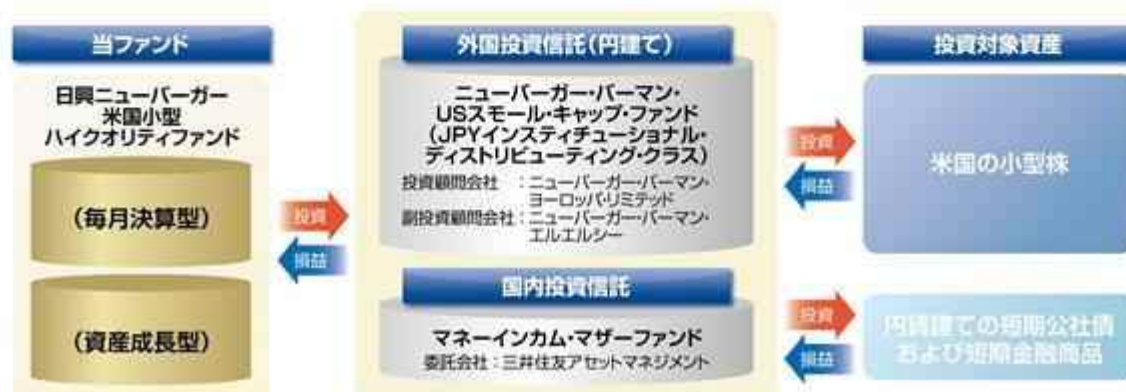 当ファンド
日興ニューバーガー
米国小型
ハイクオリティファンド
(毎月決算型)
(資産成長型)
投資
損益
外国投資信託(円建て)
ニューバーガー・バーマン・
USスモール・キャップ・ファンド
(JPYインスティチューショナル・
ディストリビューティング・クラス)
投資顧問会社 :ニューバーガー・バーマン・
ヨーロッパ・リミテッド
副投資顧問会社:ニューバーガー・バーマン・
エルエルシー
国内投資信託
マネーインカム・マザーファンド
委託会社:三井住友アセットマネジメント
投資
損益
投資
損益
投資対象資産
米国の小型株
円貨建ての短期公社債
および短期金融商品